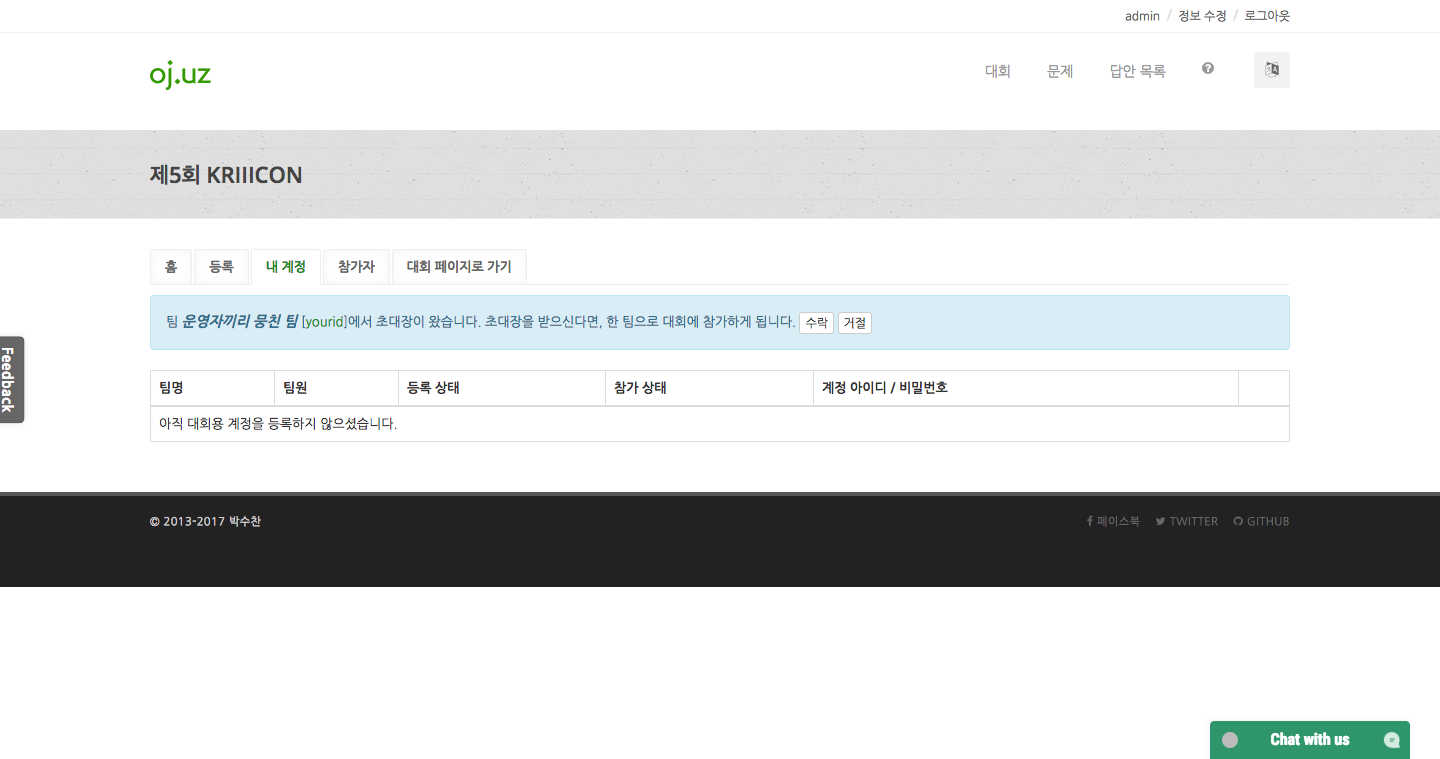 admin / 정보 수정 / 로그아웃
oj.uz
대회 문제 답안 목록
제5회 KRIIICON
홈 등록 내 계정 참가자 대회 페이지로 가기
팀 운영자끼리 뭉친 팀 [yourid]에서 초대장이 왔습니다. 초대장을 받으신다면, 한 팀으로 대회에 참가하게 됩니다. 수락 거절
Feedback
팀명 팀원 등록 상태 참가 상태 계정 아이디 / 비밀번호
아직 대회용 계정을 등록하지 않으셨습니다.
© 2013-2017 박수찬 페이스북 TWITTER GITHUB
Chat with us